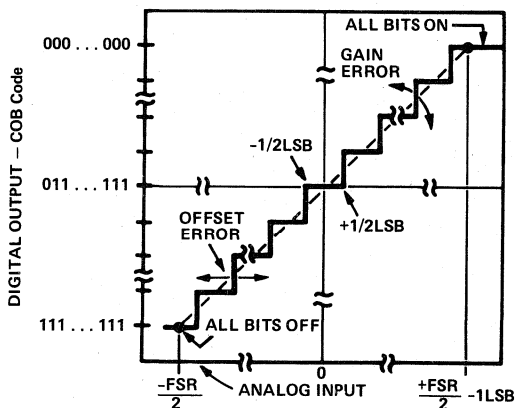 ALL BITS ON
000 . . . 000
GAIN
ERROR
DIGITAL OUTPUT – COB Code
-1/2LSB
011 . . . 111
+1/2LSB
OFFSET
ERROR
111 . . . 111
ALL BITS OFF
0
-FSR
2
ANALOG INPUT
+FSR
2
-1LSB